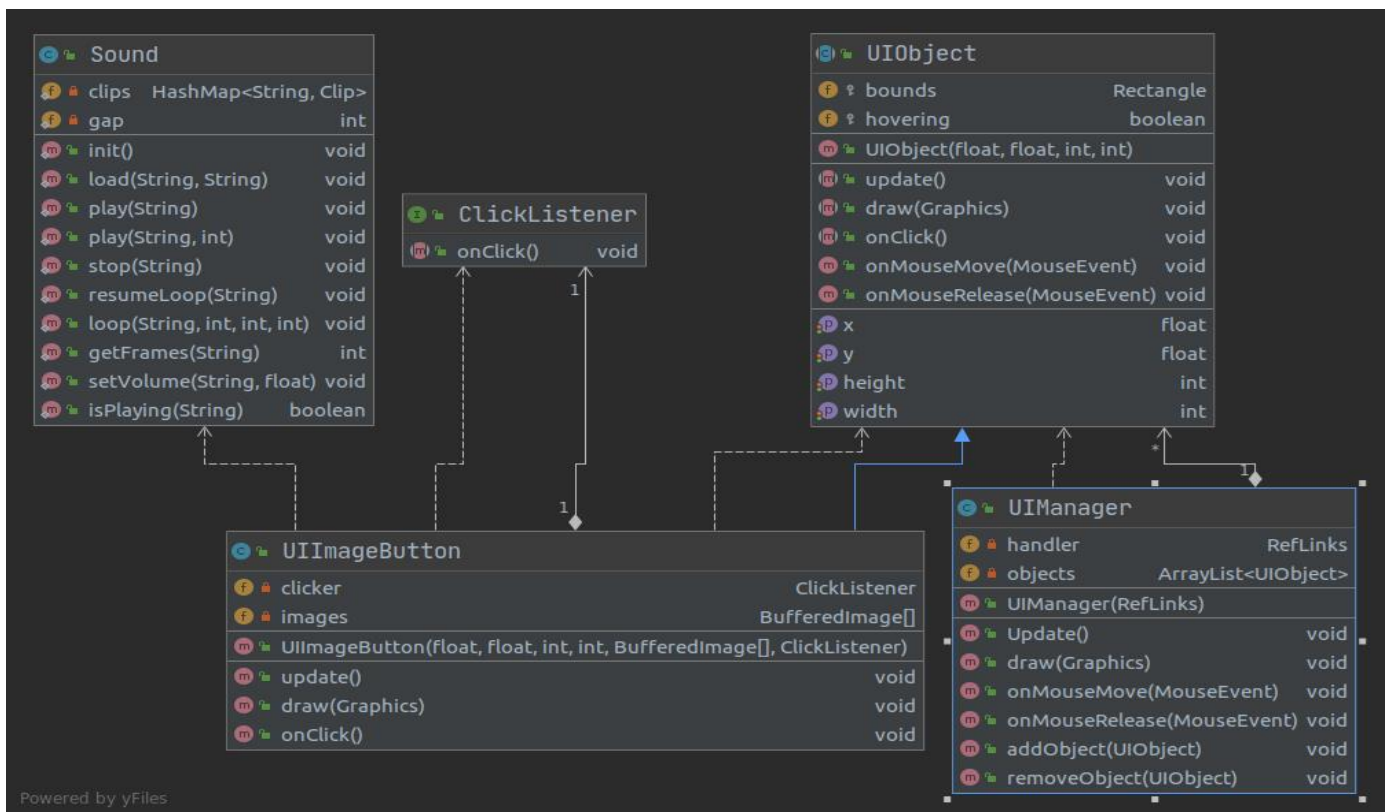 Sound
clips HashMap<String, Clip>
gap int
init() void
load(String, String) void
play(String) void
play(String, int) void
stop(String) void
resumeLoop(String) void
loop(String, int, int, int) void
getFrames(String) int
setVolume(String, float) void
isPlaying(String) boolean
ClickListener
onClick() void
1
1
UIObject
bounds Rectangle
hovering boolean
UIObject(float, float, int, int)
update() void
draw(Graphics) void
onClick() void
onMouseMove(MouseEvent) void
onMouseRelease(MouseEvent) void
x float
y float
height int
width int
*
1
UIImageButton
clicker ClickListener
images BufferedImage[]
UIImageButton(float, float, int, int, BufferedImage[], ClickListener)
update() void
draw(Graphics) void
onClick() void
UIManager
handler RefLinks
objects ArrayList<UIObject>
UIManager(RefLinks)
Update() void
draw(Graphics) void
onMouseMove(MouseEvent) void
onMouseRelease(MouseEvent) void
addObject(UIObject) void
removeObject(UIObject) void
Powered by yFiles